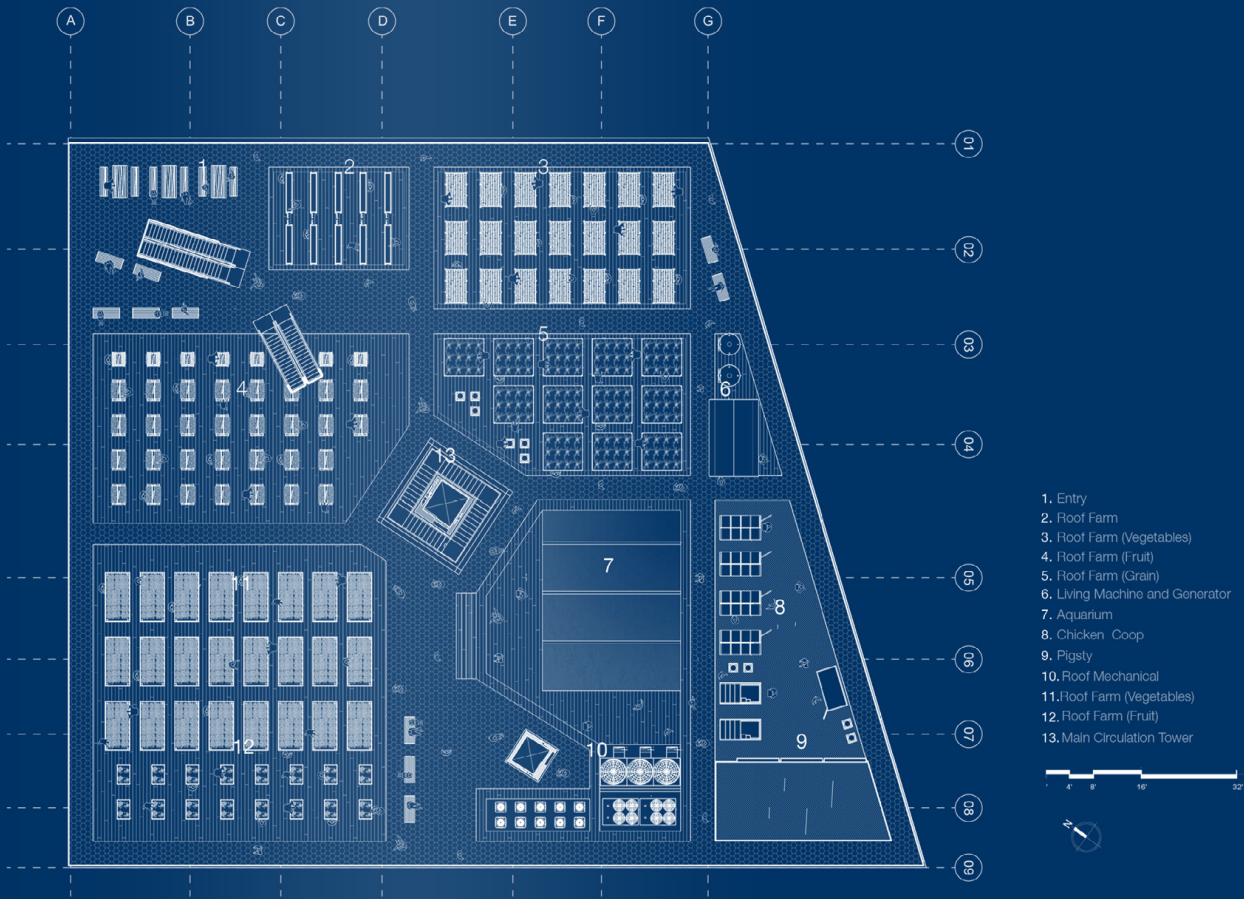 A B C D E F G
01
1 2 3
02
03
5
4 6
04
13
7
05
11
8
06
07
12 10 9
08
09
1. Entry
2. Roof Farm
3. Roof Farm (Vegetables)
4. Roof Farm (Fruit)
5. Roof Farm (Grain)
6. Living Machine and Generator
7. Aquarium
8. Chicken Coop
9. Pigsty
10. Roof Mechanical
11. Roof Farm (Vegetables)
12. Roof Farm (Fruit)
13. Main Circulation Tower
' 4' 8' 16' 32'
N